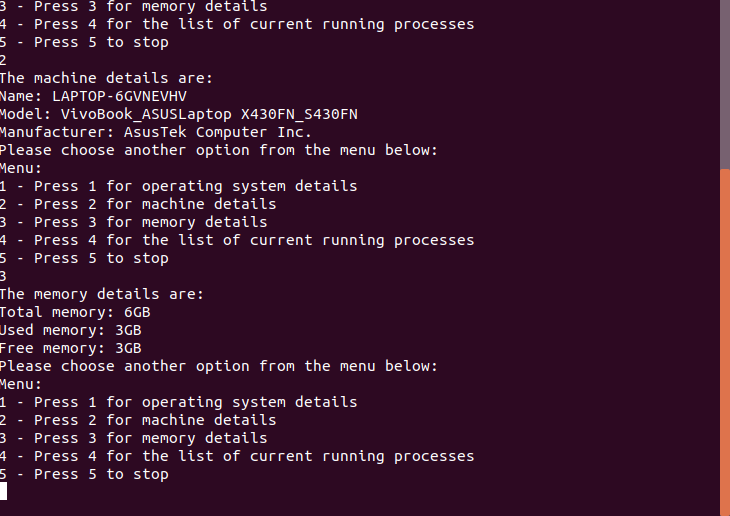 3 - Press 3 for memory details
4 - Press 4 for the list of current running processes
5 - Press 5 to stop
2
The machine details are:
Name: LAPTOP-6GVNEVHV
Model: VivoBook_ASUSLaptop X430FN_S430FN
Manufacturer: AsusTek Computer Inc.
Please choose another option from the menu below:
Menu:
1 - Press 1 for operating system details
2 - Press 2 for machine details
3 - Press 3 for memory details
4 - Press 4 for the list of current running processes
5 - Press 5 to stop
3
The memory details are:
Total memory: 6GB
Used memory: 3GB
Free memory: 3GB
Please choose another option from the menu below:
Menu:
1 - Press 1 for operating system details
2 - Press 2 for machine details
3 - Press 3 for memory details
4 - Press 4 for the list of current running processes
5 - Press 5 to stop